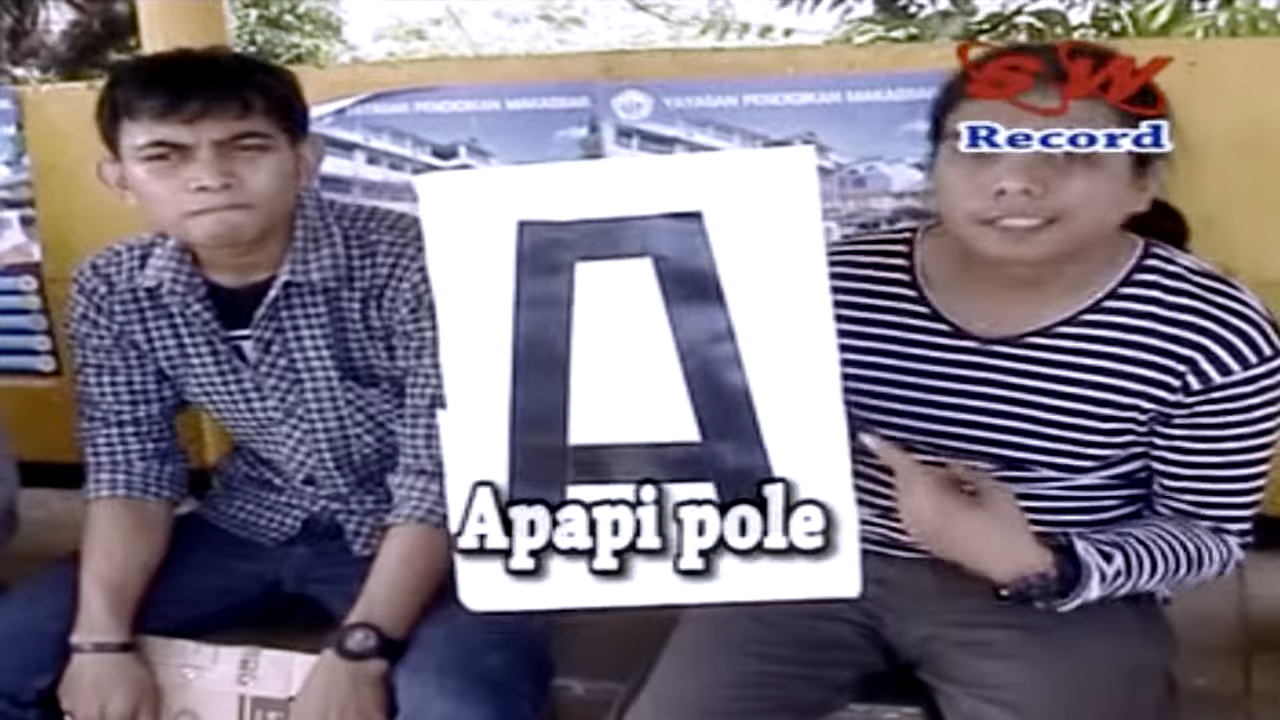 YAYASAN PENDIDIKAN MAKASSAR
YAYASAN PENDIDIKAN MAKASSAR
SW
Record
A
Apapi pole